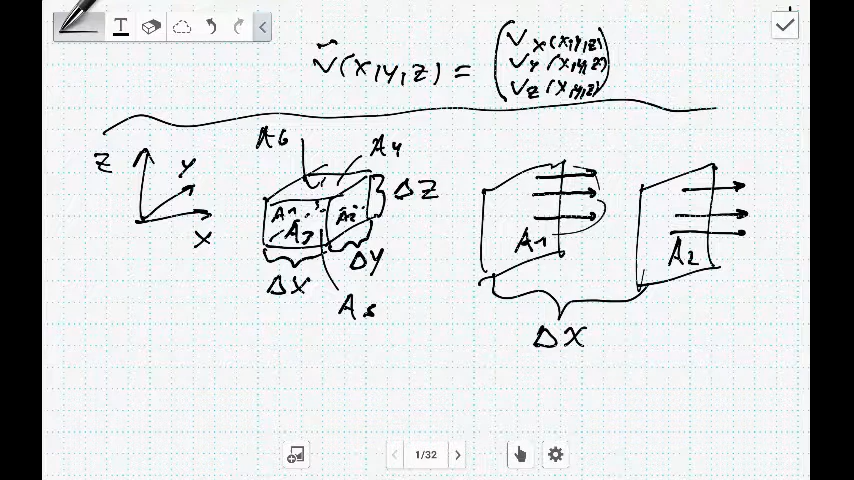 T
V(x,y,z) = (Vx(x,y,z)
Vy(x,y,z)
Vz(x,y,z))
A6
A4
Z
Y
X
ΔZ
A1
A2
A3
ΔY
ΔX
A5
A1
A2
ΔX
1/32